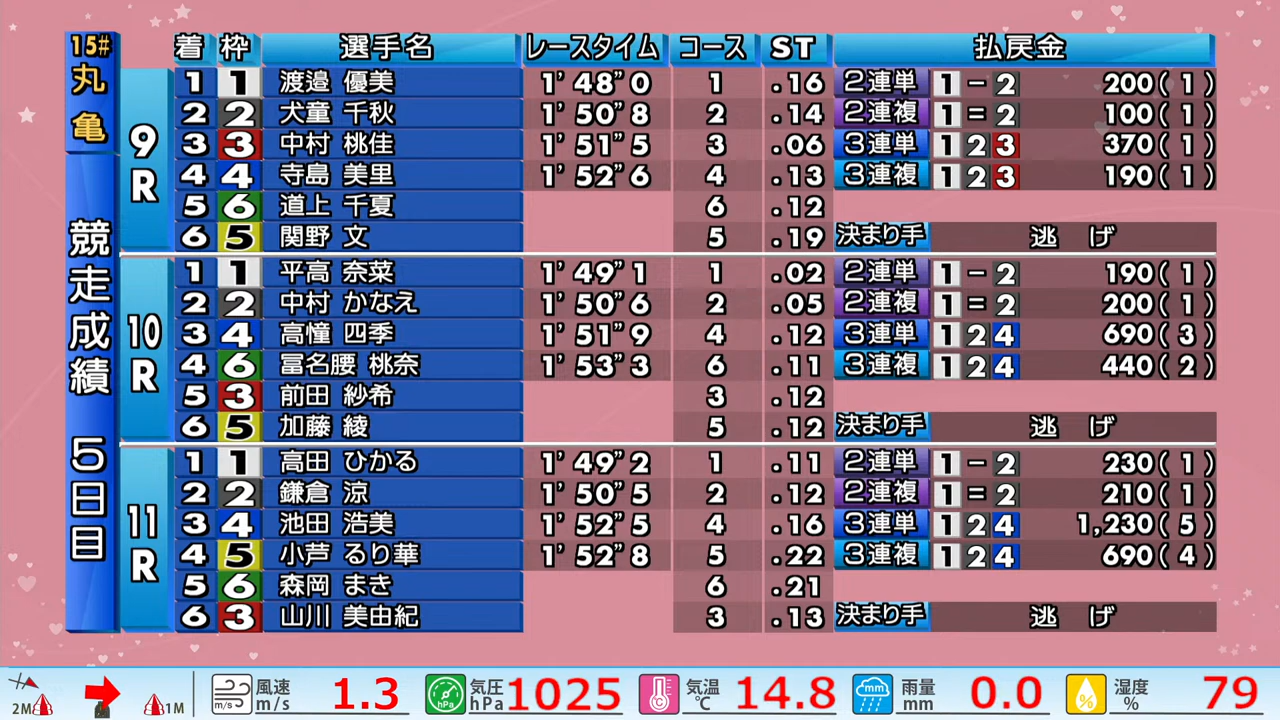 15#
丸亀
競走成績 5日目
着 枠 選手名 レースタイム コース ST 払戻金
9R
1 1 渡邉 優美 1'48"0 1 .16 2連単 1-2 200(1)
2 2 犬童 千秋 1'50"8 2 .14 2連複 1=2 100(1)
3 3 中村 桃佳 1'51"5 3 .06 3連単 1 2 3 370(1)
4 4 寺島 美里 1'52"6 4 .13 3連複 1 2 3 190(1)
5 6 道上 千夏 6 .12
6 5 関野 文 5 .19 決まり手 逃げ
10R
1 1 平高 奈菜 1'49"1 1 .02 2連単 1-2 190(1)
2 2 中村 かなえ 1'50"6 2 .05 2連複 1=2 200(1)
3 4 高憧 四季 1'51"9 4 .12 3連単 1 2 4 690(3)
4 6 冨名腰 桃奈 1'53"3 6 .11 3連複 1 2 4 440(2)
5 3 前田 紗希 3 .12
6 5 加藤 綾 5 .12 決まり手 逃げ
11R
1 1 高田 ひかる 1'49"2 1 .11 2連単 1-2 230(1)
2 2 鎌倉 涼 1'50"5 2 .12 2連複 1=2 210(1)
3 4 池田 浩美 1'52"5 4 .16 3連単 1 2 4 1,230(5)
4 5 小芦 るり華 1'52"8 5 .22 3連複 1 2 4 690(4)
5 6 森岡 まき 6 .21
6 3 山川 美由紀 3 .13 決まり手 逃げ
2M 1M m/s 風速 m/s 1.3 hPa 気圧 hPa 1025 ℃ 気温 ℃ 14.8 mm 雨量 mm 0.0 % 湿度 % 79